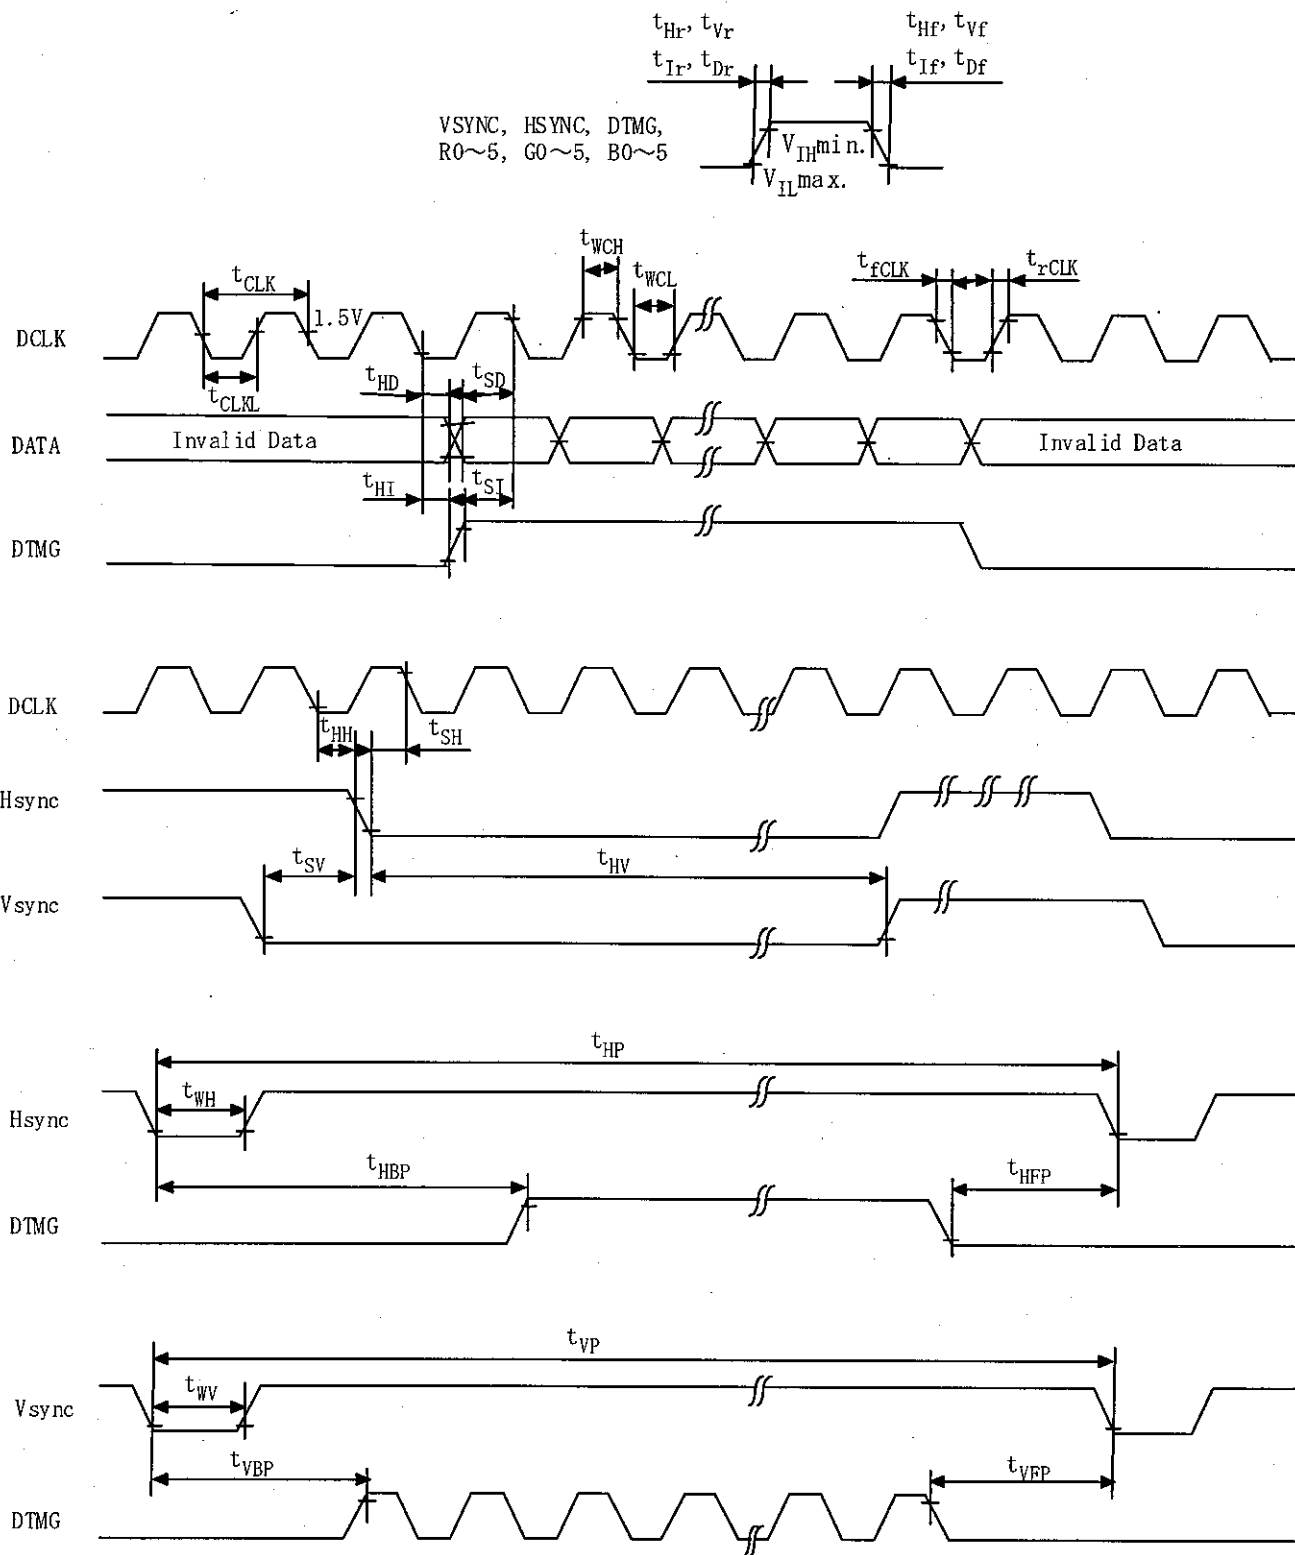 tHr, tVr
tHf, tVf
tIr, tDr
tIf, tDf
VSYNC, HSYNC, DTMG,
R0～5, G0～5, B0～5
VIHmin.
VILmax.
tWCH
tCLK
tWCL
tfCLK
trCLK
1.5V
DCLK
tHD
tSD
tCLKL
DATA
Invalid Data
Invalid Data
tHI
tSI
DTMG
DCLK
tHH
tSH
Hsync
tSV
tHV
Vsync
tHP
tWH
Hsync
tHBP
tHFP
DTMG
tVP
tWV
Vsync
tVBP
tVFP
DTMG